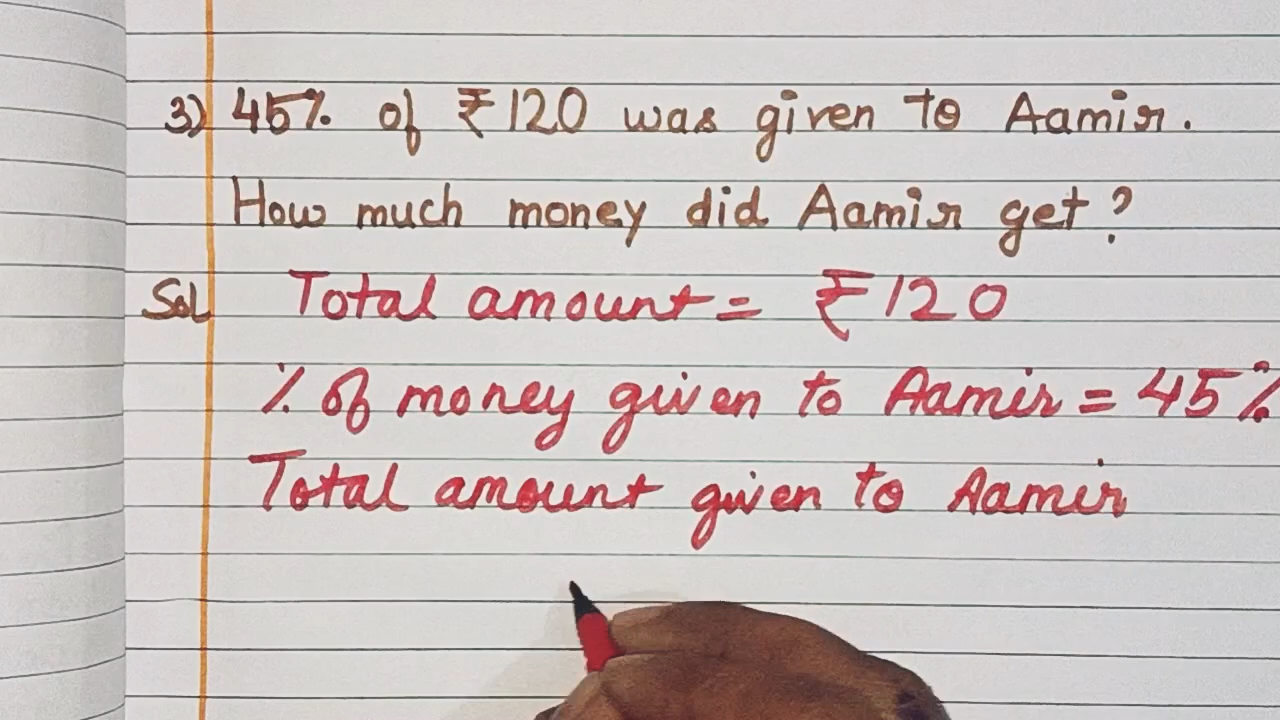 3) 45% of ₹120 was given to Aamir.
How much money did Aamir get?
Sol Total amount = ₹120
% of money given to Aamir = 45%
Total amount given to Aamir